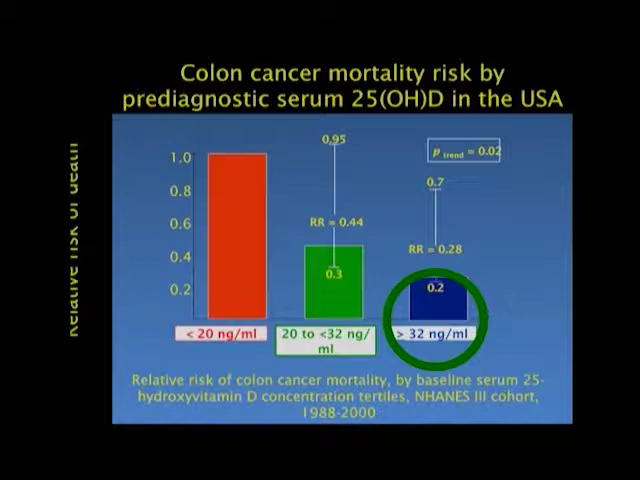 Colon cancer mortality risk by
prediagnostic serum 25(OH)D in the USA
Relative risk of death
1.0
0.8
0.6
0.4
0.2
0.95
RR = 0.44
0.3
p trend = 0.02
0.7
RR = 0.28
0.2
< 20 ng/ml
20 to <32 ng/
ml
> 32 ng/ml
Relative risk of colon cancer mortality, by baseline serum 25-
hydroxyvitamin D concentration tertiles, NHANES III cohort,
1988-2000